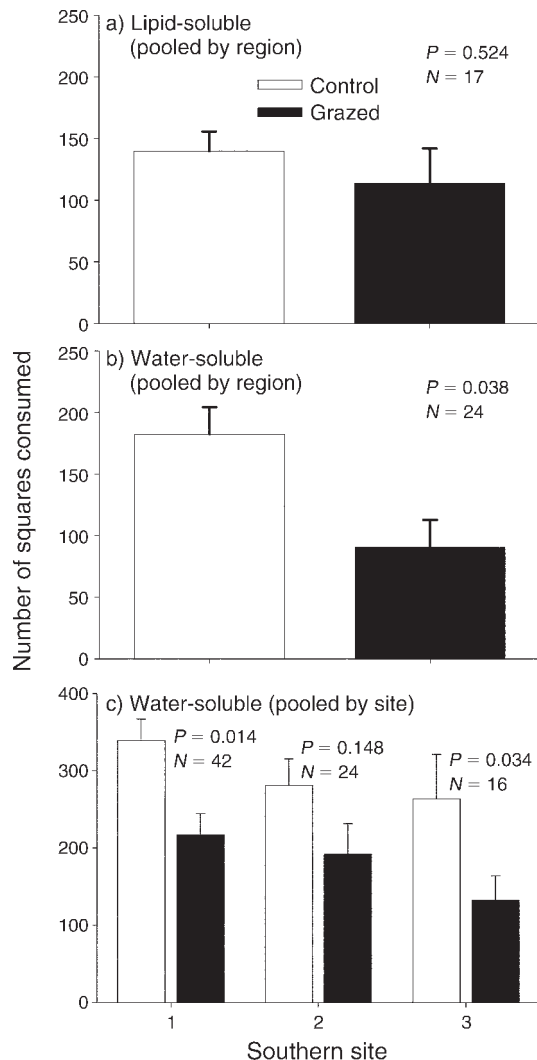 a) Lipid-soluble
(pooled by region)
P = 0.524
N = 17
Control
Grazed
250
200
150
100
50
0
b) Water-soluble
(pooled by region)
P = 0.038
N = 24
250
200
150
100
50
0
Number of squares consumed
c) Water-soluble (pooled by site)
P = 0.014
N = 42
P = 0.148
N = 24
P = 0.034
N = 16
400
300
200
100
0
1 2 3
Southern site